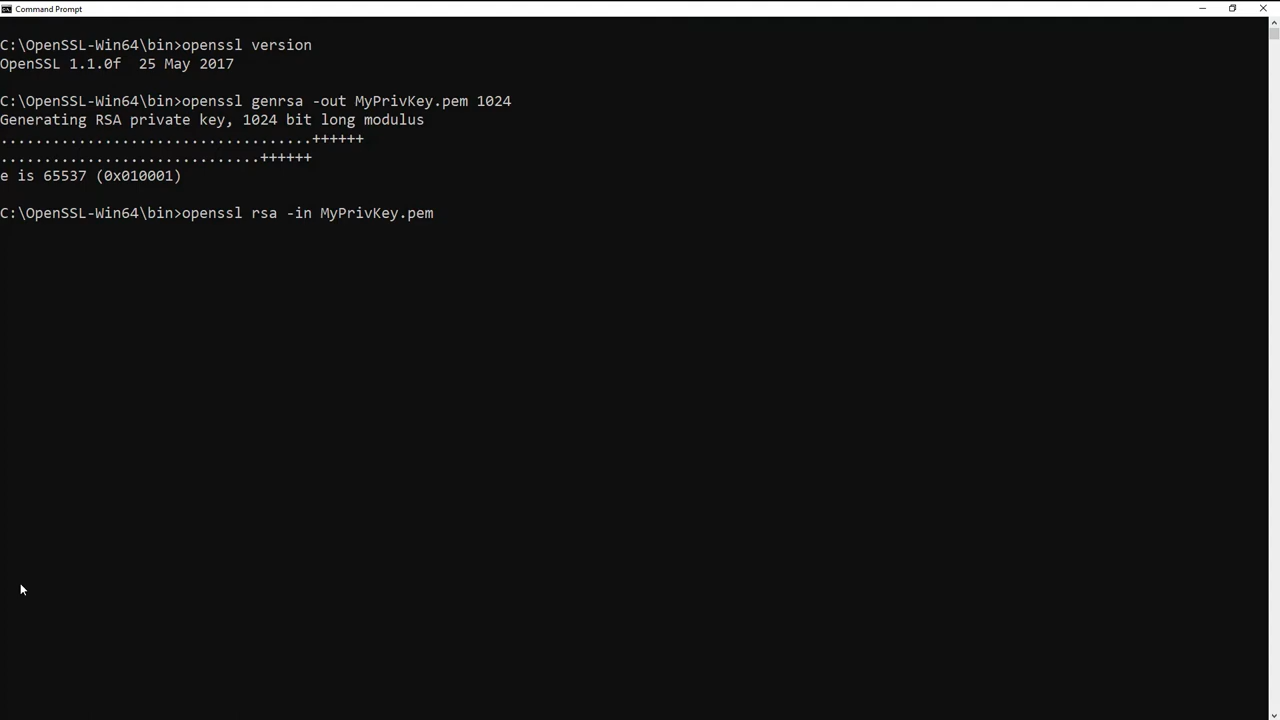 Command Prompt
C:\OpenSSL-Win64\bin>openssl version
OpenSSL 1.1.0f  25 May 2017
C:\OpenSSL-Win64\bin>openssl genrsa -out MyPrivKey.pem 1024
Generating RSA private key, 1024 bit long modulus
....................................++++++
..............................++++++
e is 65537 (0x010001)
C:\OpenSSL-Win64\bin>openssl rsa -in MyPrivKey.pem